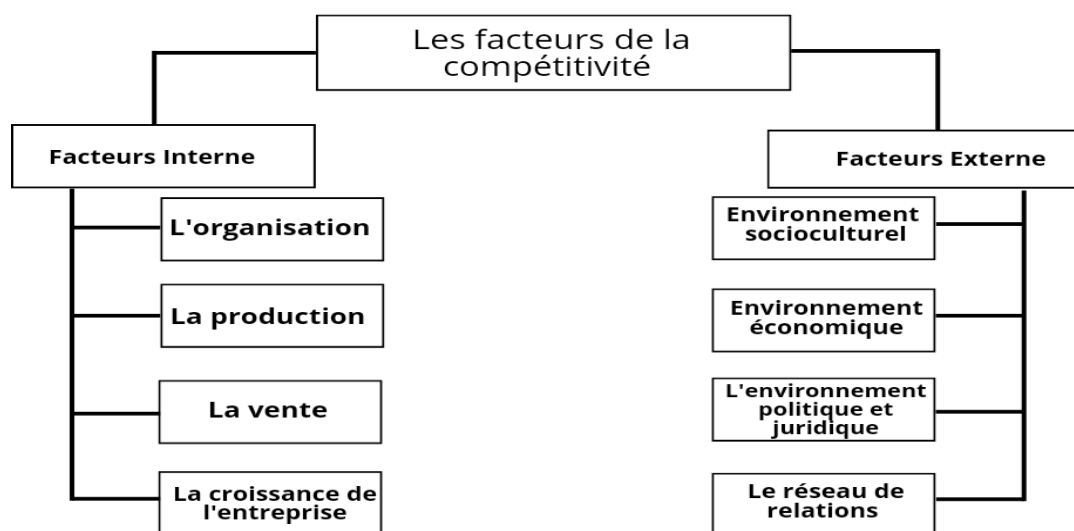 Les facteurs de la
compétitivité
Facteurs Interne
L'organisation
La production
La vente
La croissance de
l'entreprise
Facteurs Externe
Environnement
socioculturel
Environnement
économique
L'environnement
politique et
juridique
Le réseau de
relations